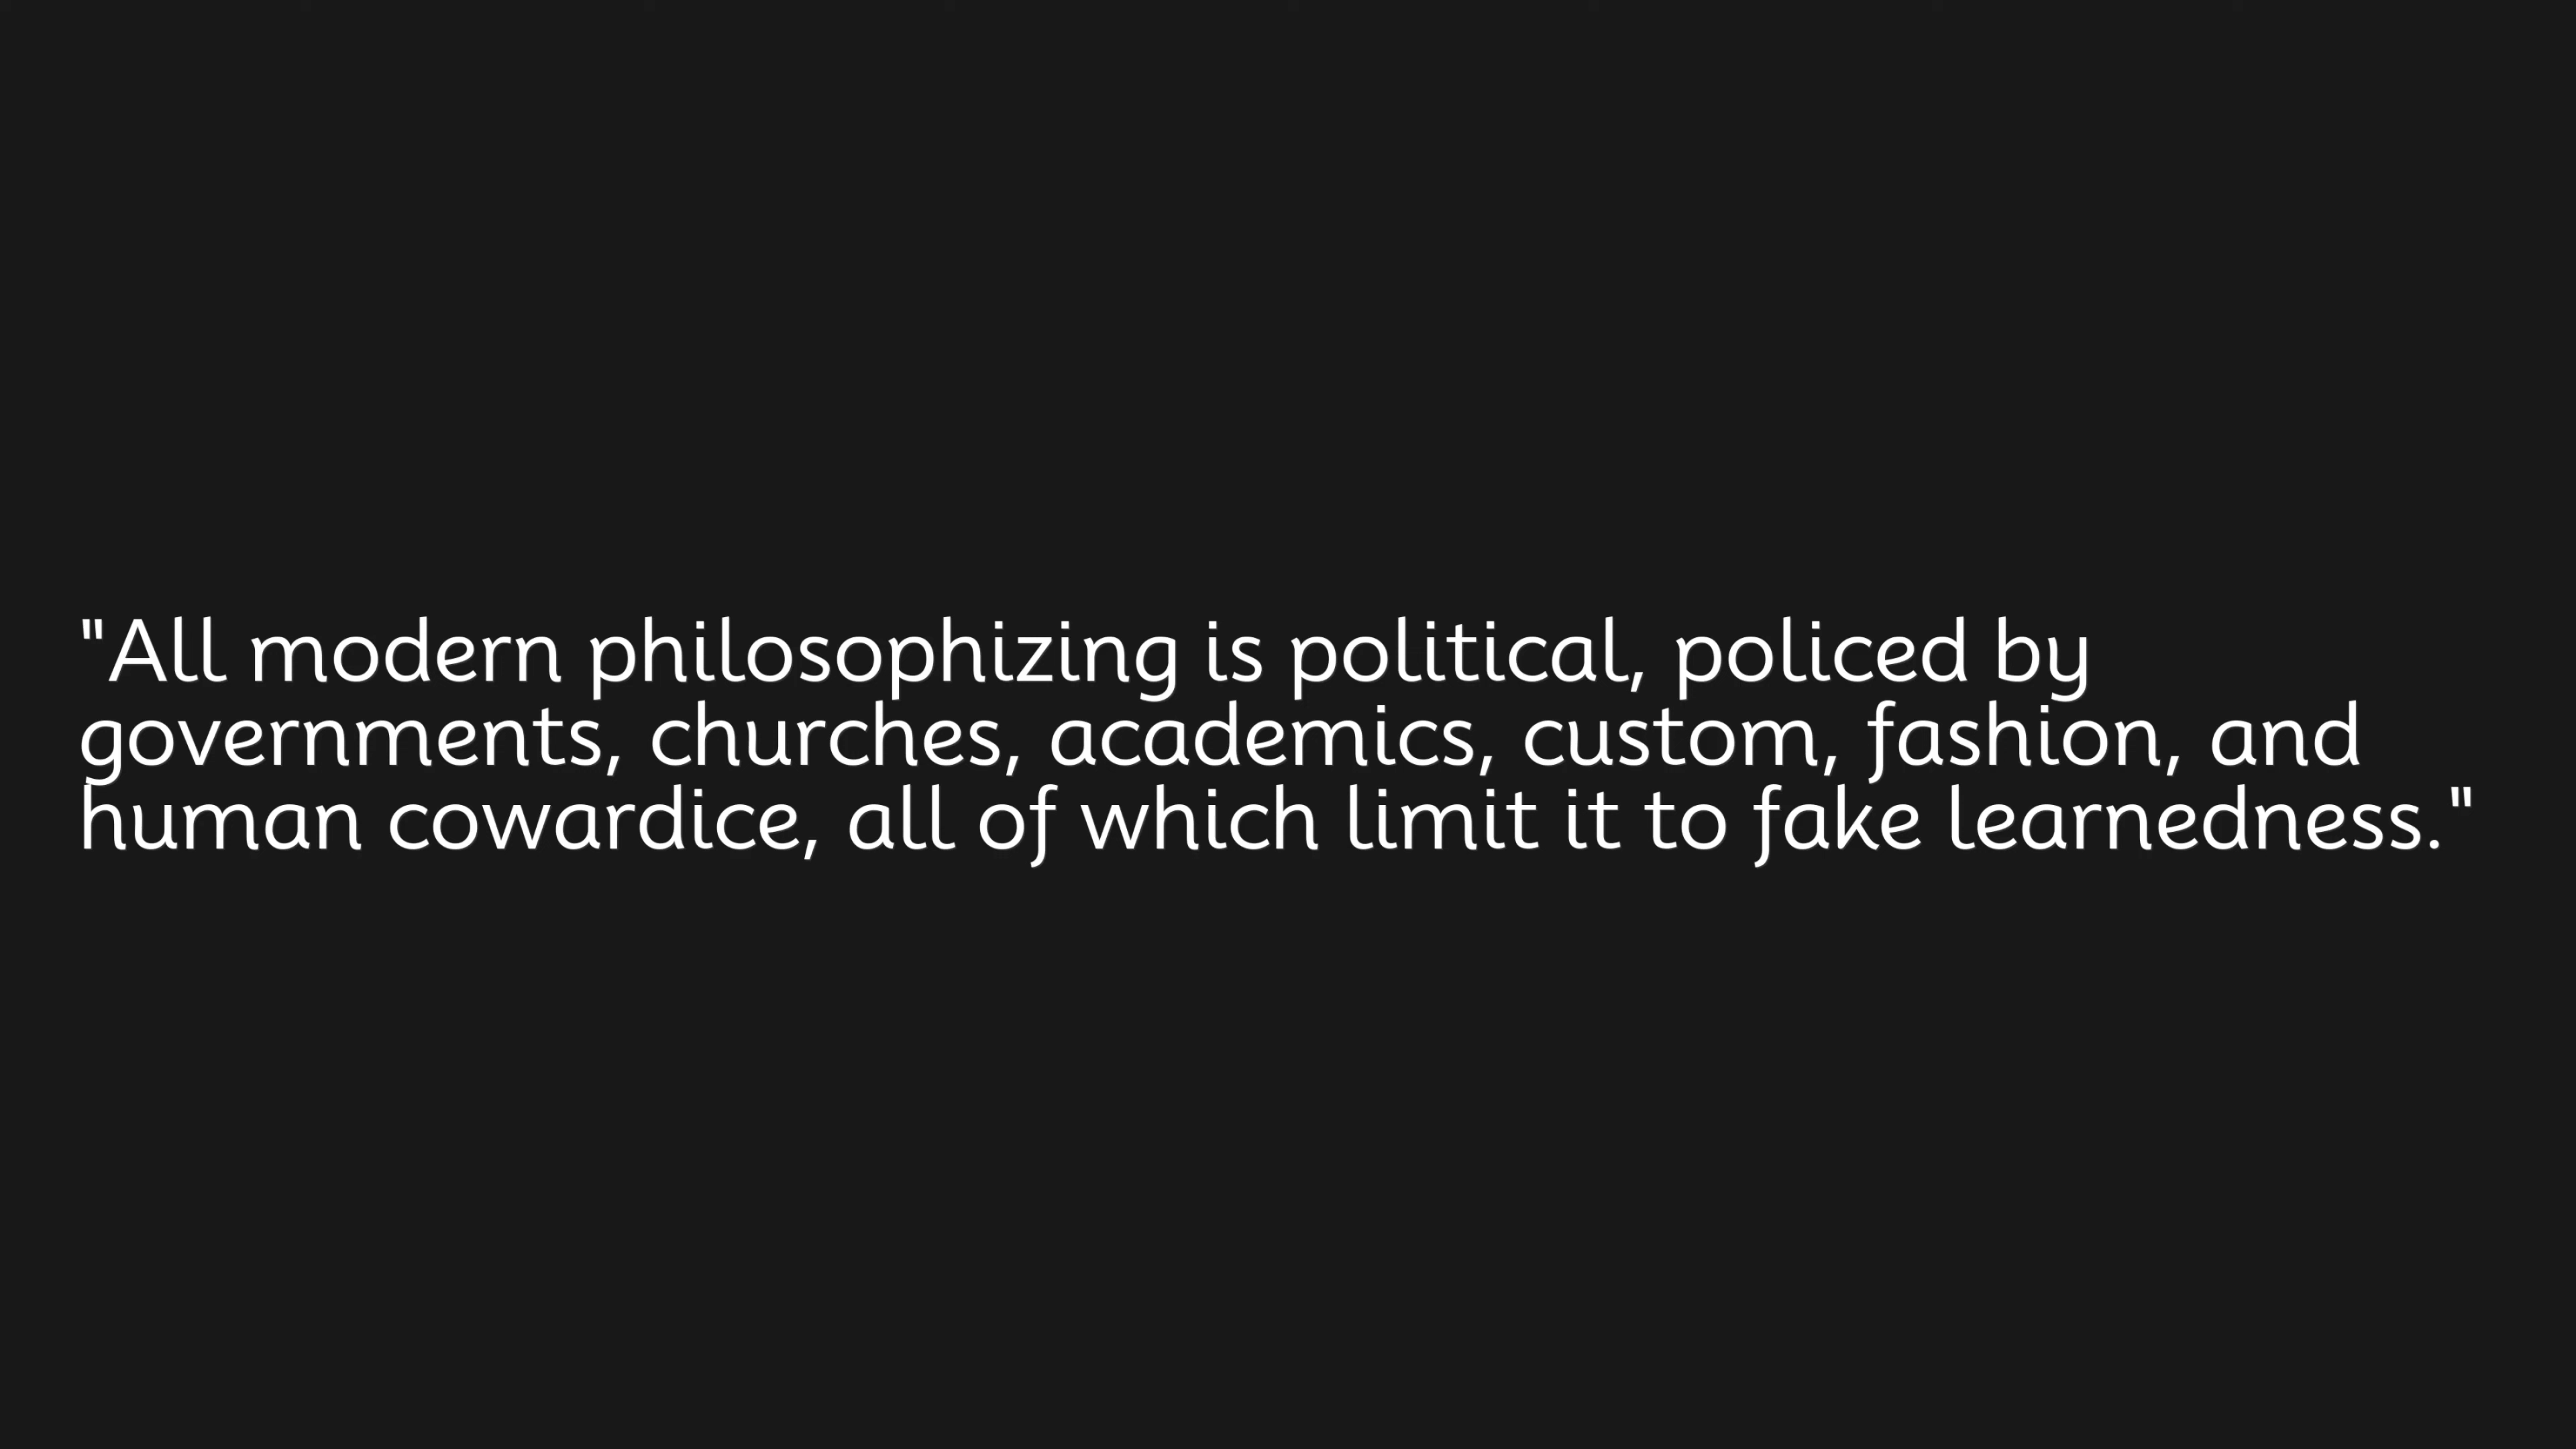 "All modern philosophizing is political, policed by
governments, churches, academics, custom, fashion, and
human cowardice, all of which limit it to fake learnedness."